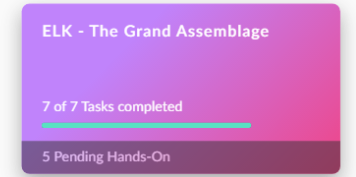 ELK - The Grand Assemblage
7 of 7 Tasks completed
5 Pending Hands-On